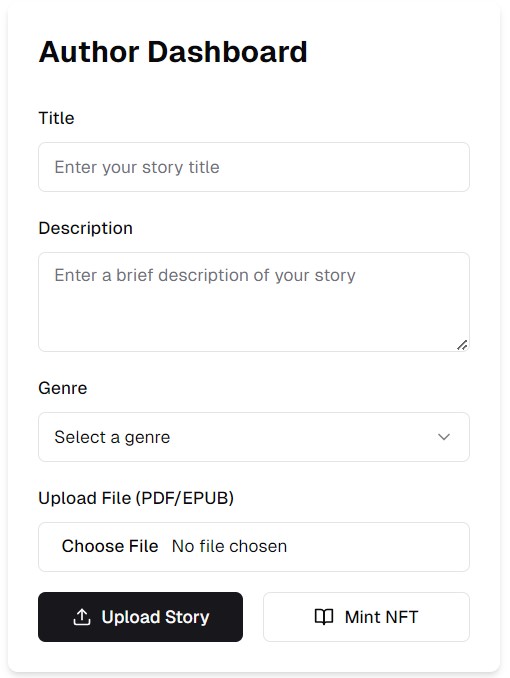 Author Dashboard
Title
Enter your story title
Description
Enter a brief description of your story
Genre
Select a genre
Upload File (PDF/EPUB)
Choose File No file chosen
Upload Story Mint NFT